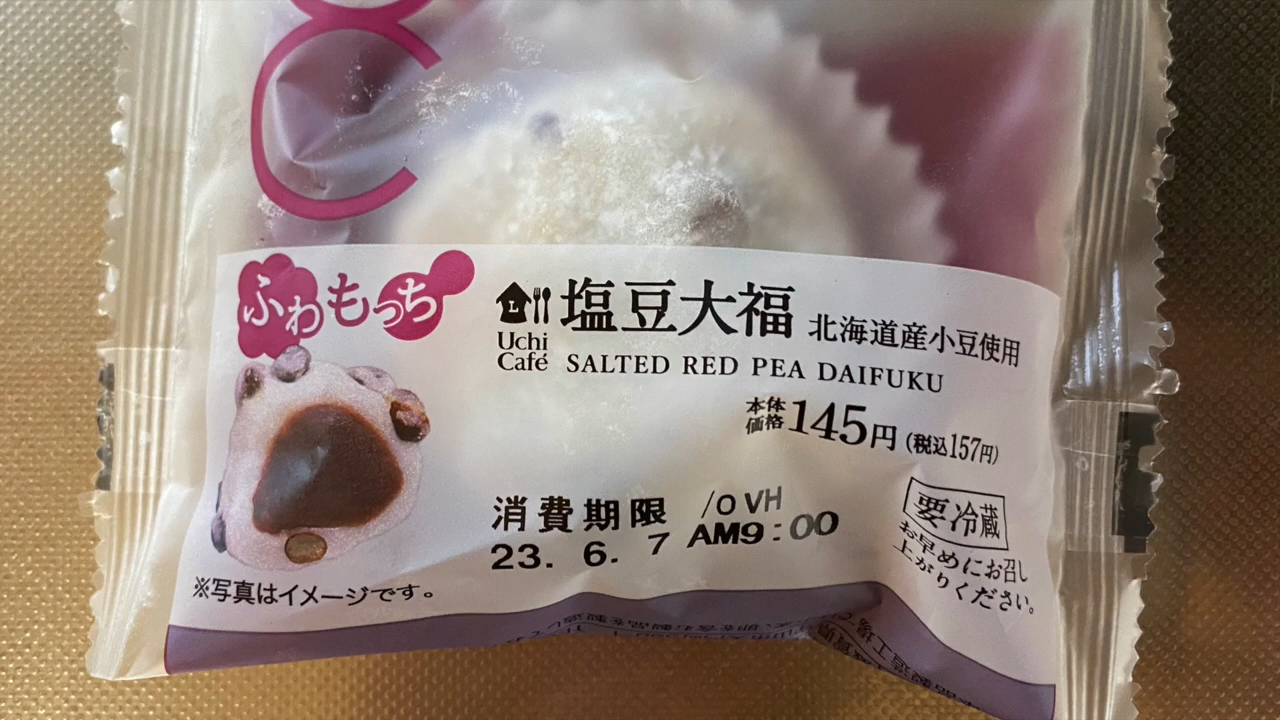 ふわもっち
Uchi
Café
塩豆大福 北海道産小豆使用
SALTED RED PEA DAIFUKU
本体価格145円(税込157円)
消費期限 /O VH
23. 6. 7 AM9:00
要冷蔵
お早めにお召し
上がりください。
※写真はイメージです。